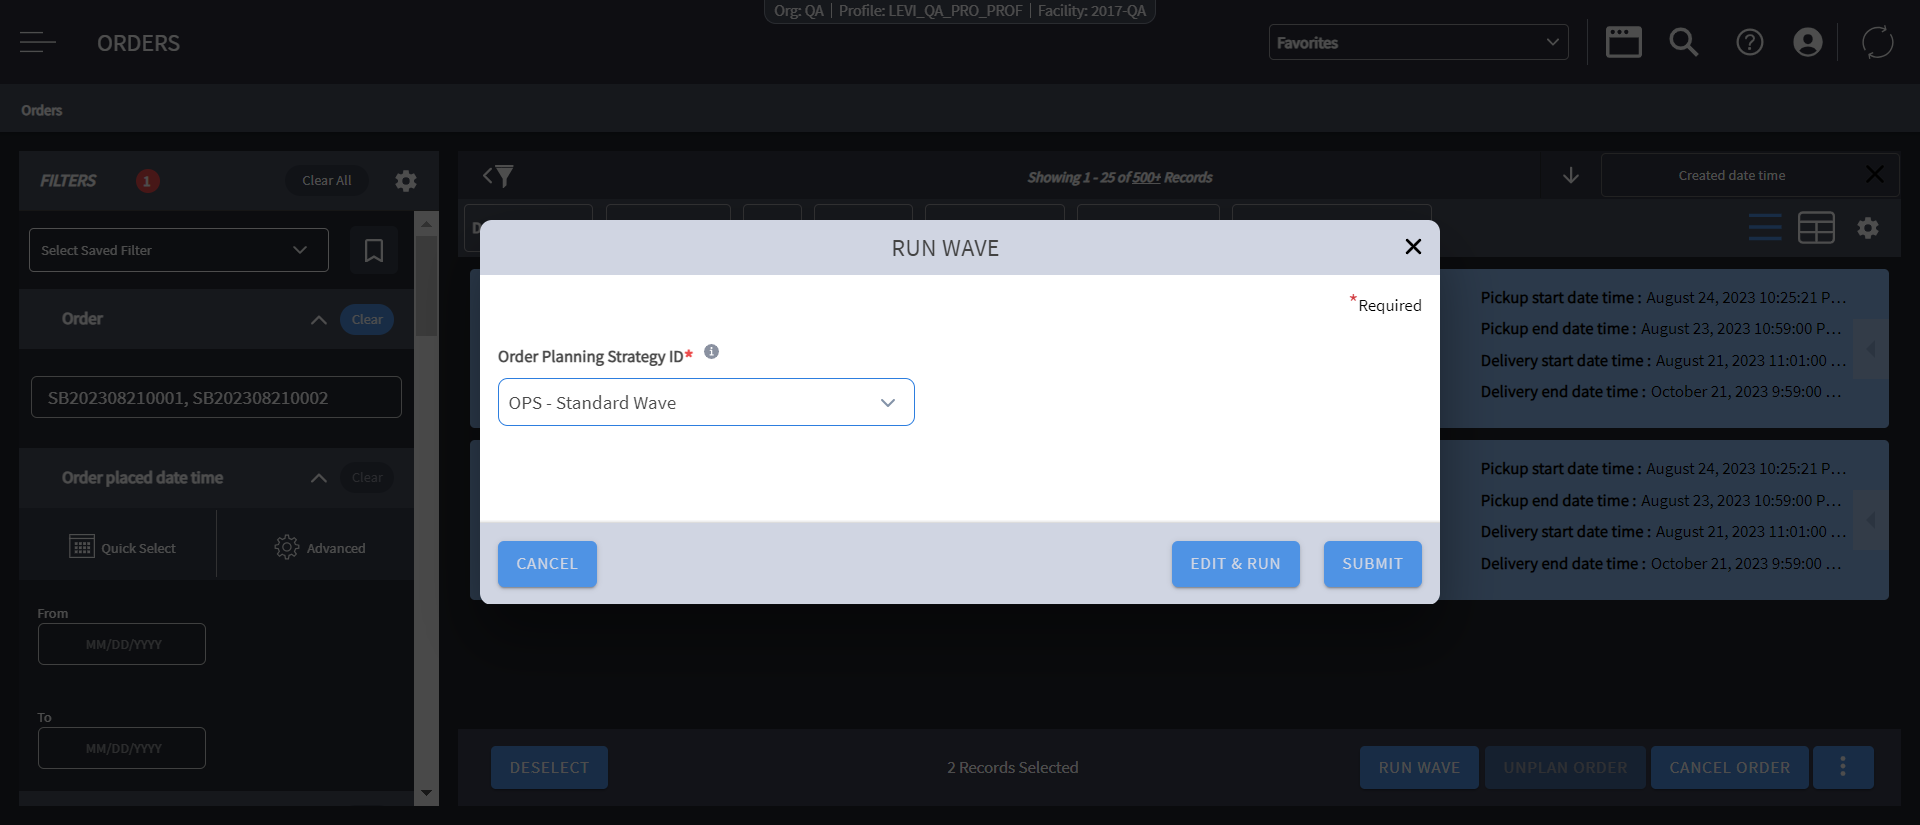 Org: QA | Profile: LEVI_QA_PRO_PROF | Facility: 2017-QA
ORDERS
Favorites
Orders
FILTERS
1
Clear All
Showing 1 - 25 of 500+ Records
Created date time
Select Saved Filter
Order
Clear
SB202308210001, SB202308210002
Order placed date time
Clear
Quick Select
Advanced
From
MM/DD/YYYY
To
MM/DD/YYYY
RUN WAVE
*Required
Order Planning Strategy ID*
OPS - Standard Wave
CANCEL
EDIT & RUN
SUBMIT
Pickup start date time : August 24, 2023 10:25:21 P...
Pickup end date time : August 23, 2023 10:59:00 P...
Delivery start date time : August 21, 2023 11:01:00 ...
Delivery end date time : October 21, 2023 9:59:00 ...
Pickup start date time : August 24, 2023 10:25:21 P...
Pickup end date time : August 23, 2023 10:59:00 P...
Delivery start date time : August 21, 2023 11:01:00 ...
Delivery end date time : October 21, 2023 9:59:00 ...
DESELECT
2 Records Selected
RUN WAVE
UNPLAN ORDER
CANCEL ORDER